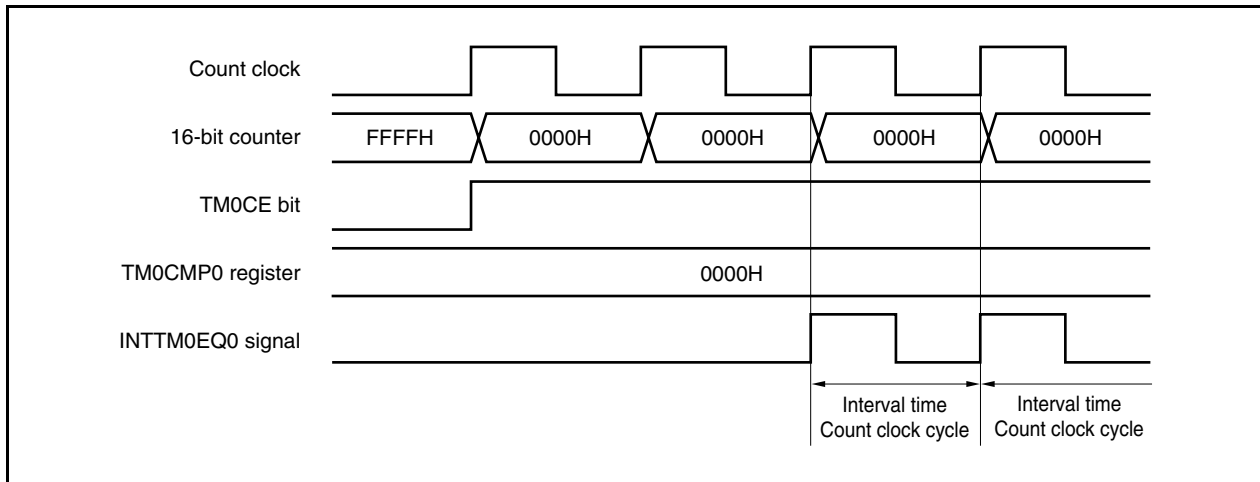 Count clock
16-bit counter FFFFH 0000H 0000H 0000H 0000H
TM0CE bit
TM0CMP0 register 0000H
INTTM0EQ0 signal
Interval time Interval time
Count clock cycle Count clock cycle